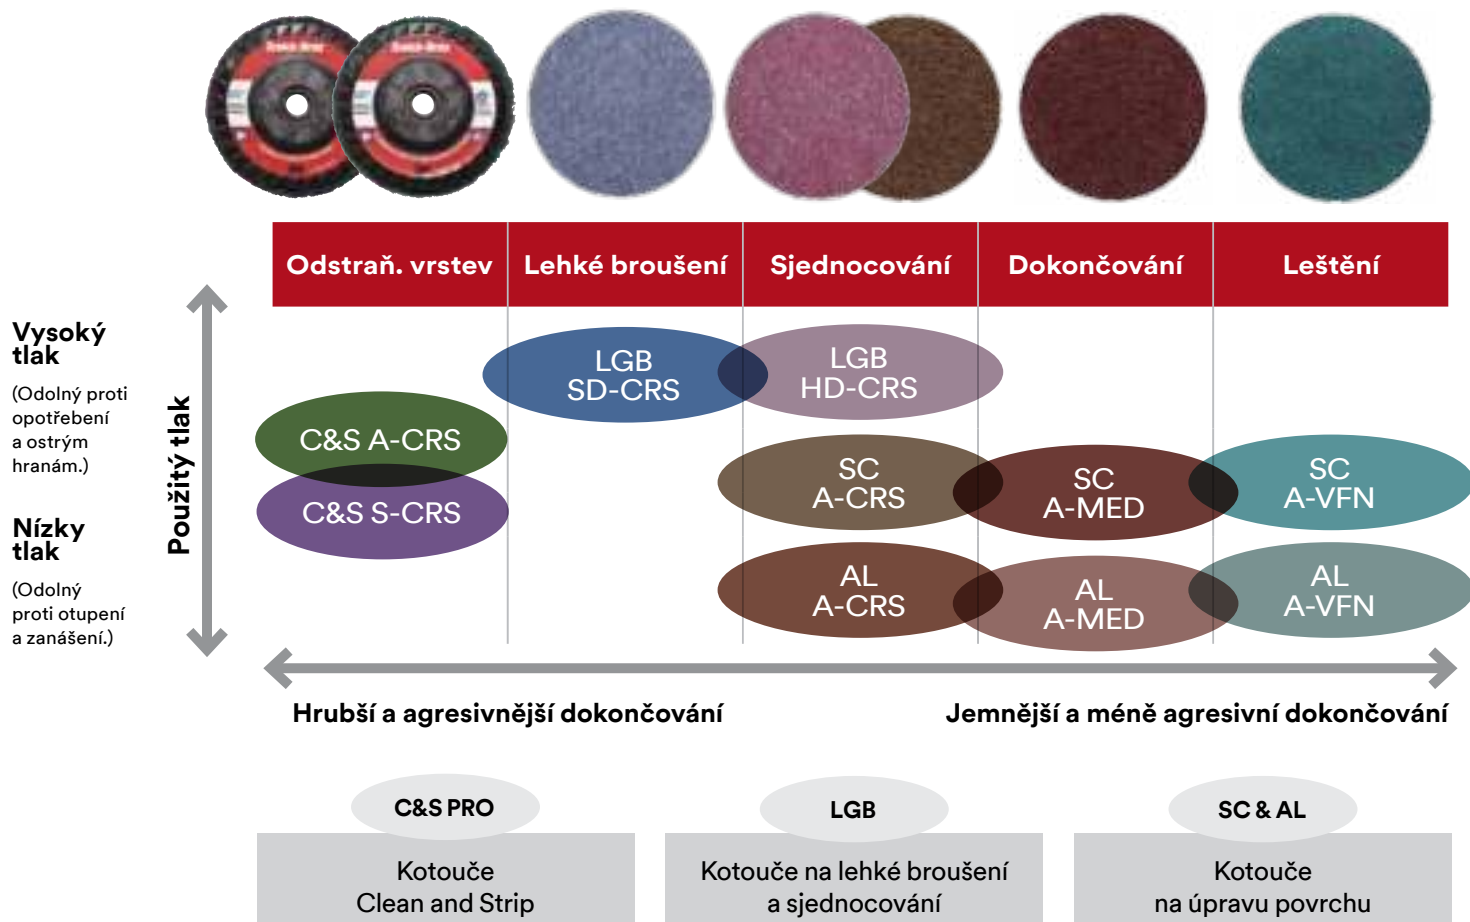 Odstraň. vrstev
Lehké broušení
Sjednocování
Dokončování
Leštění
Vysoký
tlak
(Odolný proti
opotřebení
a ostrým
hranám.)
Nízky
tlak
(Odolný
proti otupení
a zanášení.)
Použitý tlak
LGB
SD-CRS
LGB
HD-CRS
C&S A-CRS
C&S S-CRS
SC
A-CRS
SC
A-MED
SC
A-VFN
AL
A-CRS
AL
A-MED
AL
A-VFN
Hrubší a agresivnější dokončování
Jemnější a méně agresivní dokončování
C&S PRO
Kotouče
Clean and Strip
LGB
Kotouče na lehké broušení
a sjednocování
SC & AL
Kotouče
na úpravu povrchu